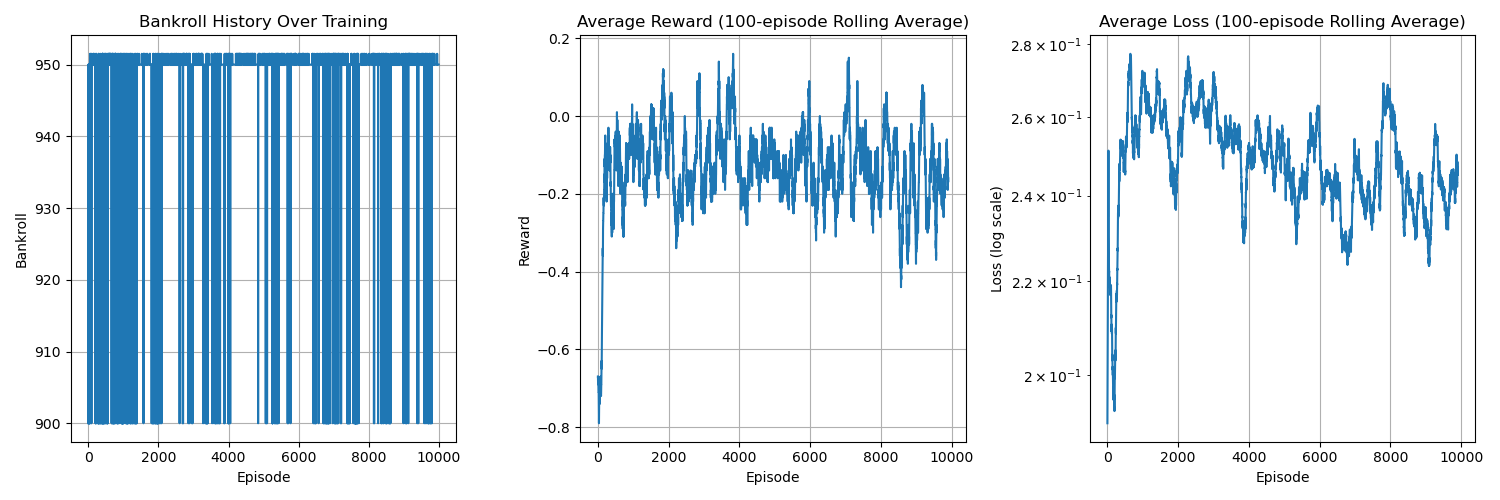 Bankroll History Over Training
950
940
930
920
910
900
Bankroll
0 2000 4000 6000 8000 10000
Episode
Average Reward (100-episode Rolling Average)
0.2
0.0
−0.2
−0.4
−0.6
−0.8
Reward
0 2000 4000 6000 8000 10000
Episode
Average Loss (100-episode Rolling Average)
2.8 × 10⁻¹
2.6 × 10⁻¹
2.4 × 10⁻¹
2.2 × 10⁻¹
2 × 10⁻¹
Loss (log scale)
0 2000 4000 6000 8000 10000
Episode